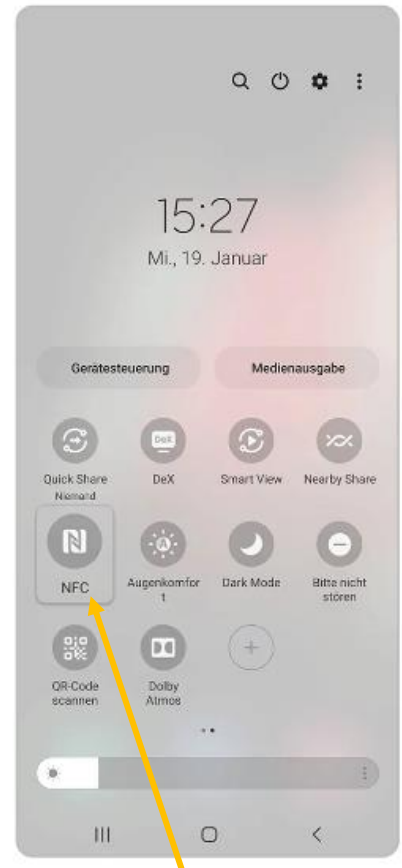 15:27
Mi., 19. Januar
Gerätesteuerung Medienausgabe
DeX
Quick Share DeX Smart View Nearby Share
Niemand
NFC Augenkomfor Dark Mode Bitte nicht
t stören
QR-Code Dolby
scannen Atmos